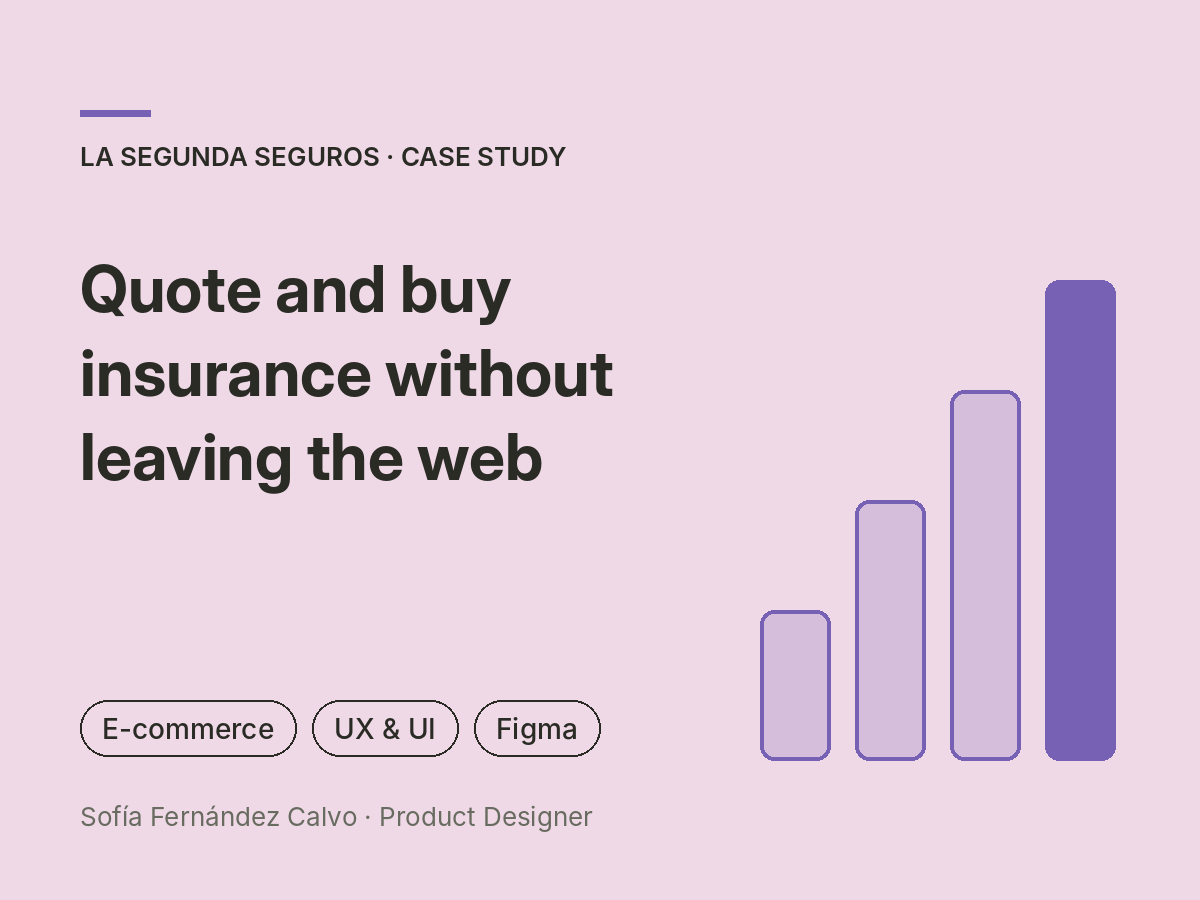 LA SEGUNDA SEGUROS · CASE STUDY
Quote and buy
insurance without
leaving the web
E-commerce
UX & UI
Figma
Sofía Fernández Calvo · Product Designer